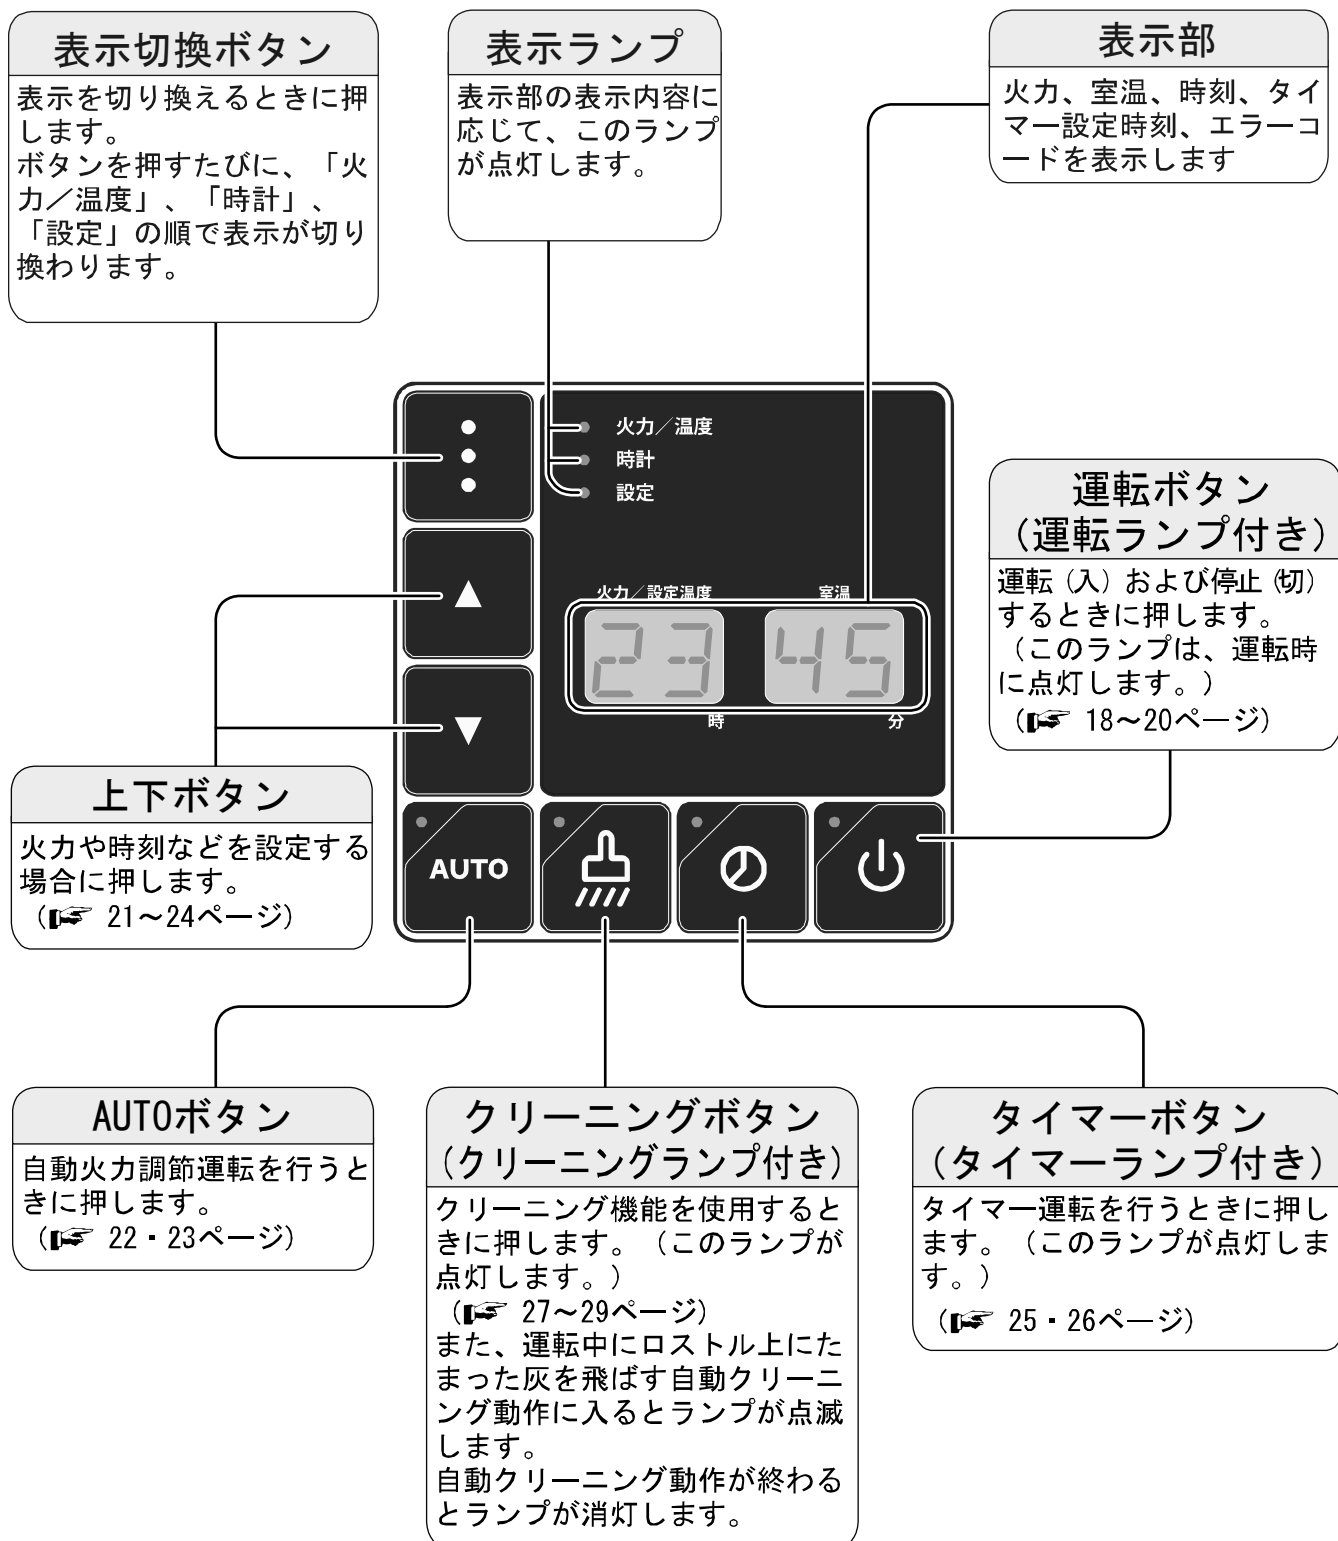 表示切換ボタン
表示を切り換えるときに押
します。
ボタンを押すたびに、「火
力／温度」、「時計」、
「設定」の順で表示が切り
換わります。
表示ランプ
表示部の表示内容に
応じて、このランプ
が点灯します。
表示部
火力、室温、時刻、タイ
マー設定時刻、エラーコ
ードを表示します
火力／温度
時計
設定
火力／設定温度
室温
23
45
時
分
運転ボタン
（運転ランプ付き）
運転（入）および停止（切）
するときに押します。
（このランプは、運転時
に点灯します。）
（☞ 18～20ページ）
上下ボタン
火力や時刻などを設定する
場合に押します。
（☞ 21～24ページ）
AUTO
AUTOボタン
自動火力調節運転を行うと
きに押します。
（☞ 22・23ページ）
クリーニングボタン
（クリーニングランプ付き）
クリーニング機能を使用すると
きに押します。（このランプが
点灯します。）
（☞ 27～29ページ）
また、運転中にロストル上にた
まった灰を飛ばす自動クリーニ
ング動作に入るとランプが点滅
します。
自動クリーニング動作が終わる
とランプが消灯します。
タイマーボタン
（タイマーランプ付き）
タイマー運転を行うときに押し
ます。（このランプが点灯しま
す。）
（☞ 25・26ページ）